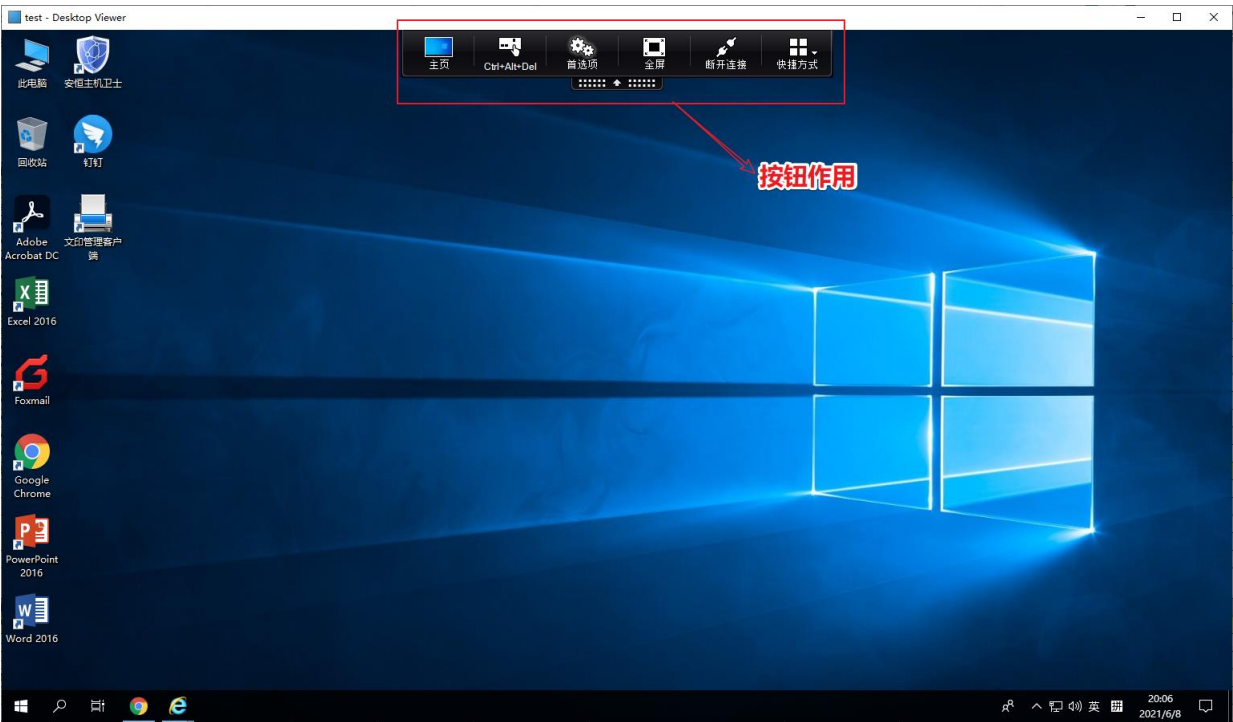 test - Desktop Viewer
主页
Ctrl+Alt+Del
首选项
全屏
断开连接
快捷方式
按钮作用
此电脑
安恒主机卫士
回收站
钉钉
Adobe
Acrobat DC
文印管理客户
端
Excel 2016
Foxmail
Google
Chrome
PowerPoint
2016
Word 2016
英
拼
20:06
2021/6/8